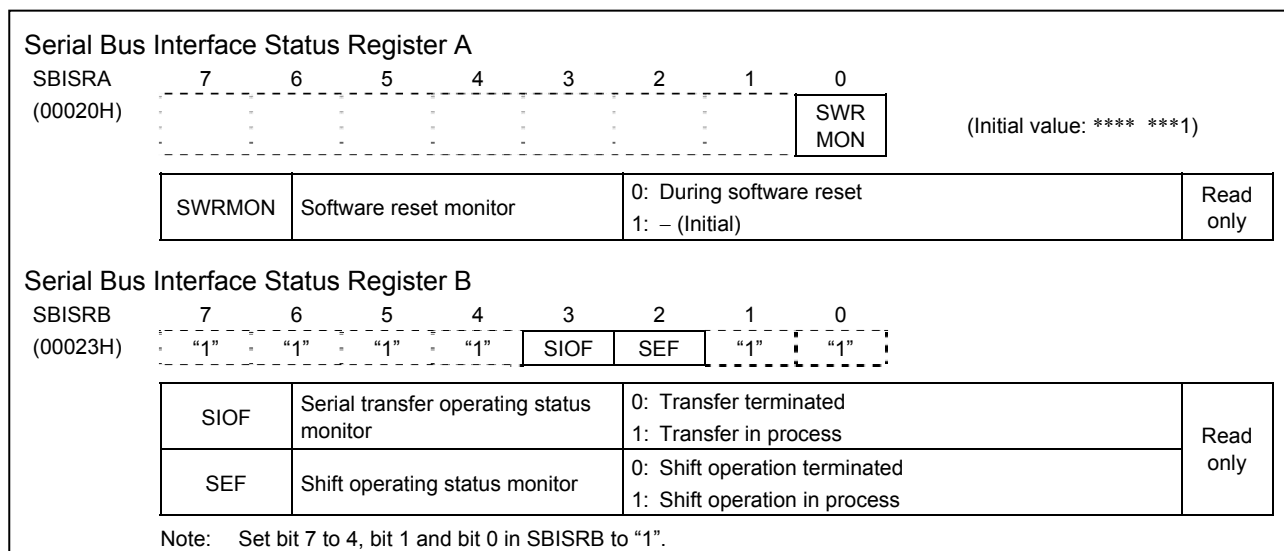 Serial Bus Interface Status Register A
SBISRA 7 6 5 4 3 2 1 0
(00020H) SWR MON (Initial value: **** ***1)
SWRMON Software reset monitor 0: During software reset Read only
1: − (Initial)
Serial Bus Interface Status Register B
SBISRB 7 6 5 4 3 2 1 0
(00023H) “1” “1” “1” “1” SIOF SEF “1” “1”
SIOF Serial transfer operating status monitor 0: Transfer terminated
1: Transfer in process
Read only
SEF Shift operating status monitor 0: Shift operation terminated
1: Shift operation in process
Note: Set bit 7 to 4, bit 1 and bit 0 in SBISRB to “1”.